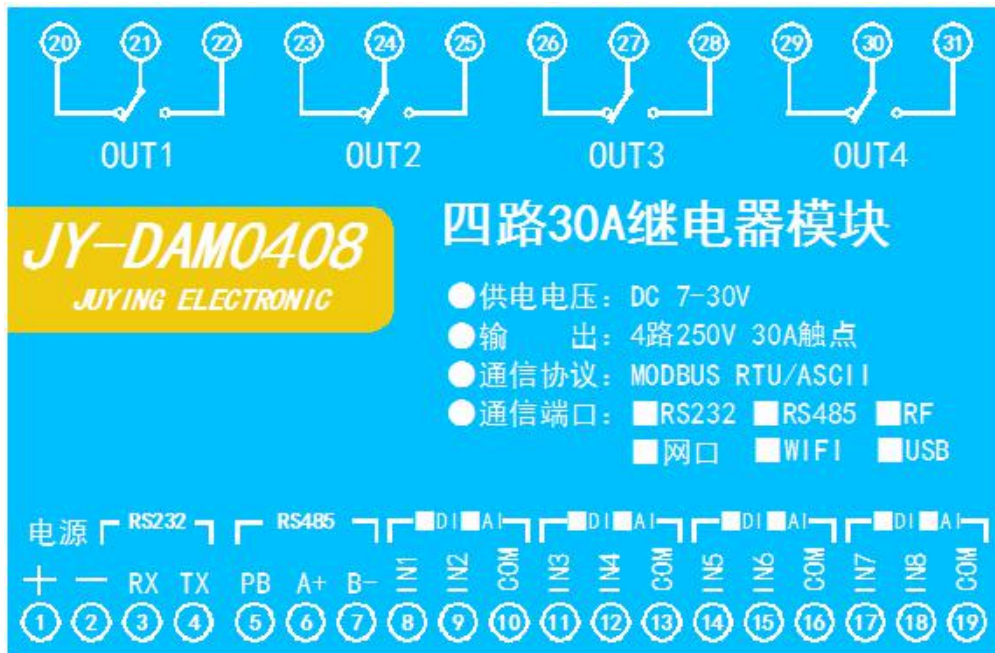 20 21 22 23 24 25 26 27 28 29 30 31
OUT1 OUT2 OUT3 OUT4
JY-DAM0408
JUYING ELECTRONIC
四路30A继电器模块
●供电电压: DC 7-30V
●输 出: 4路250V 30A触点
●通信协议: MODBUS RTU/ASCII
●通信端口: ■RS232 ■RS485 ■RF
■网口 ■WIFI ■USB
电源 RS232 RS485 ■DI■AI ■DI■AI ■DI■AI ■DI■AI
+ - RX TX PB A+ B- IN1 IN2 COM IN3 IN4 COM IN5 IN6 COM IN7 IN8 COM
1 2 3 4 5 6 7 8 9 10 11 12 13 14 15 16 17 18 19